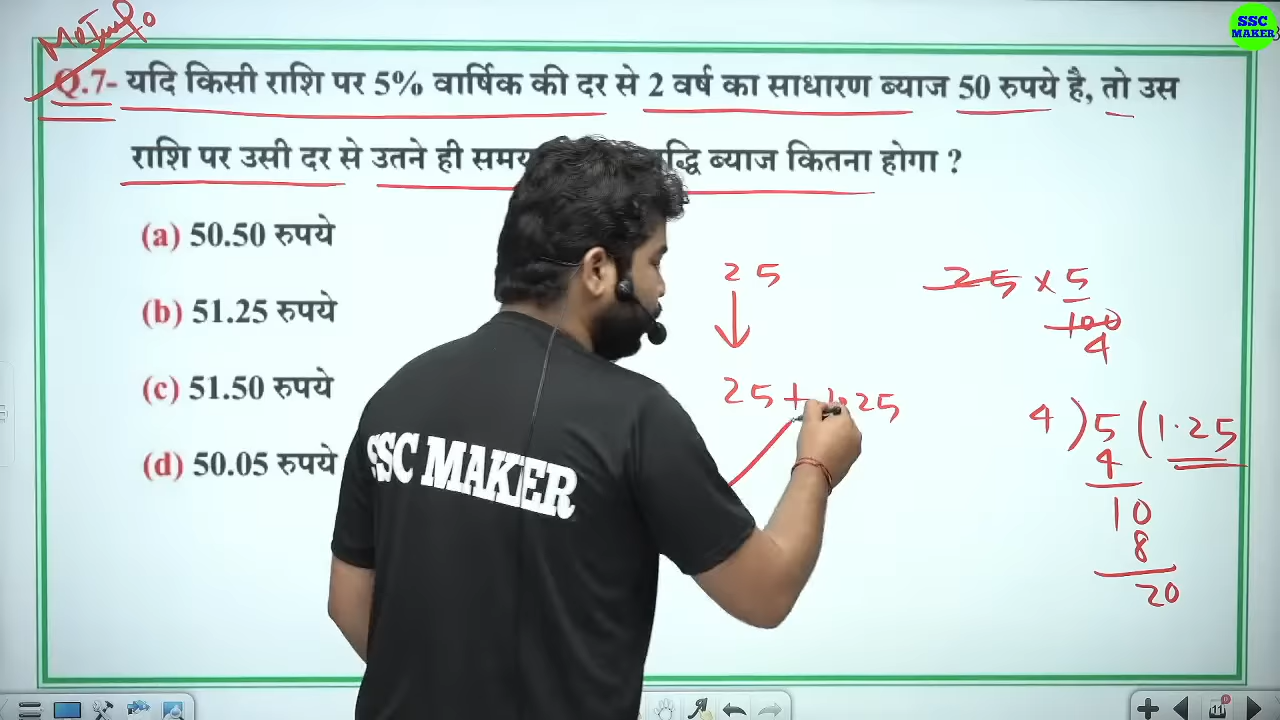 SSC
MAKER
Q.7- यदि किसी राशि पर 5% वार्षिक की दर से 2 वर्ष का साधारण ब्याज 50 रुपये है, तो उस
राशि पर उसी दर से उतने ही समय ब्याज कितना होगा ?
(a) 50.50 रुपये
(b) 51.25 रुपये
(c) 51.50 रुपये
(d) 50.05 रुपये
25
25 + 1.25
25 × 5
100
4
4 ) 5 ( 1.25
4
10
8
20
SSC MAKER
11